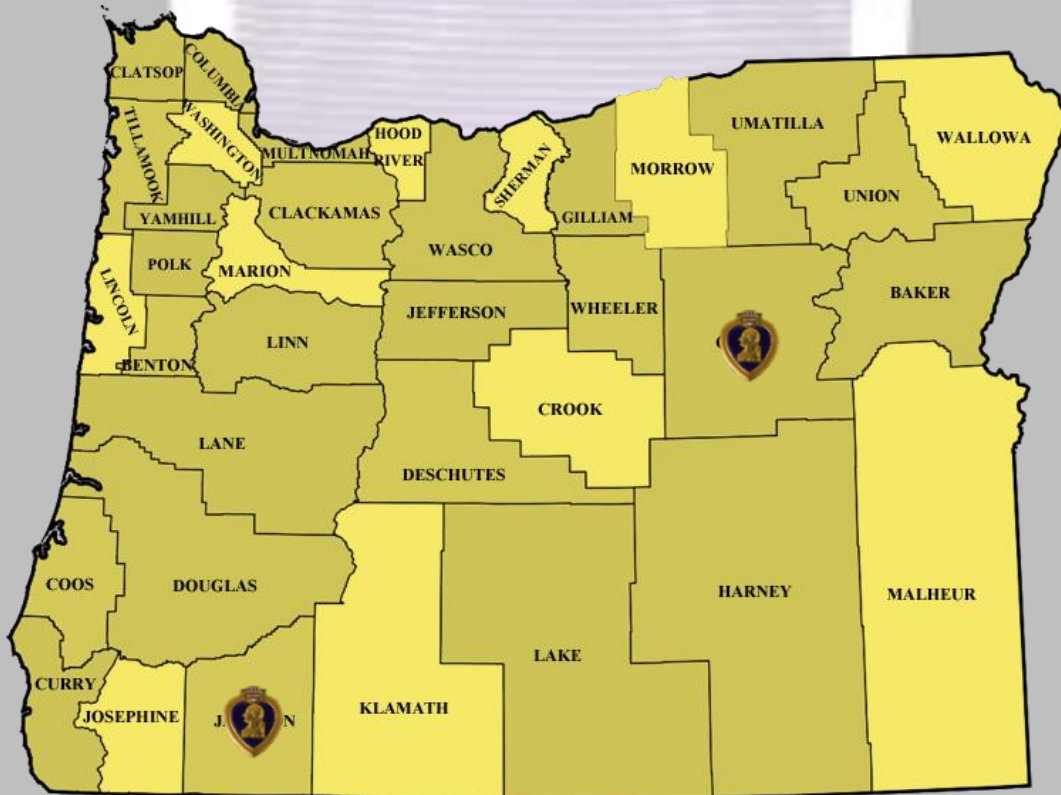 CLATSOP
COLUMBIA
TILLAMOOK
WASHINGTON
MULTNOMAH
HOOD
RIVER
SHERMAN
GILLIAM
MORROW
UMATILLA
UNION
WALLOWA
YAMHILL
CLACKAMAS
WASCO
POLK
MARION
LINCOLN
BENTON
LINN
JEFFERSON
WHEELER
BAKER
CROOK
LANE
DESCHUTES
COOS
DOUGLAS
HARNEY
MALHEUR
LAKE
CURRY
JOSEPHINE
KLAMATH